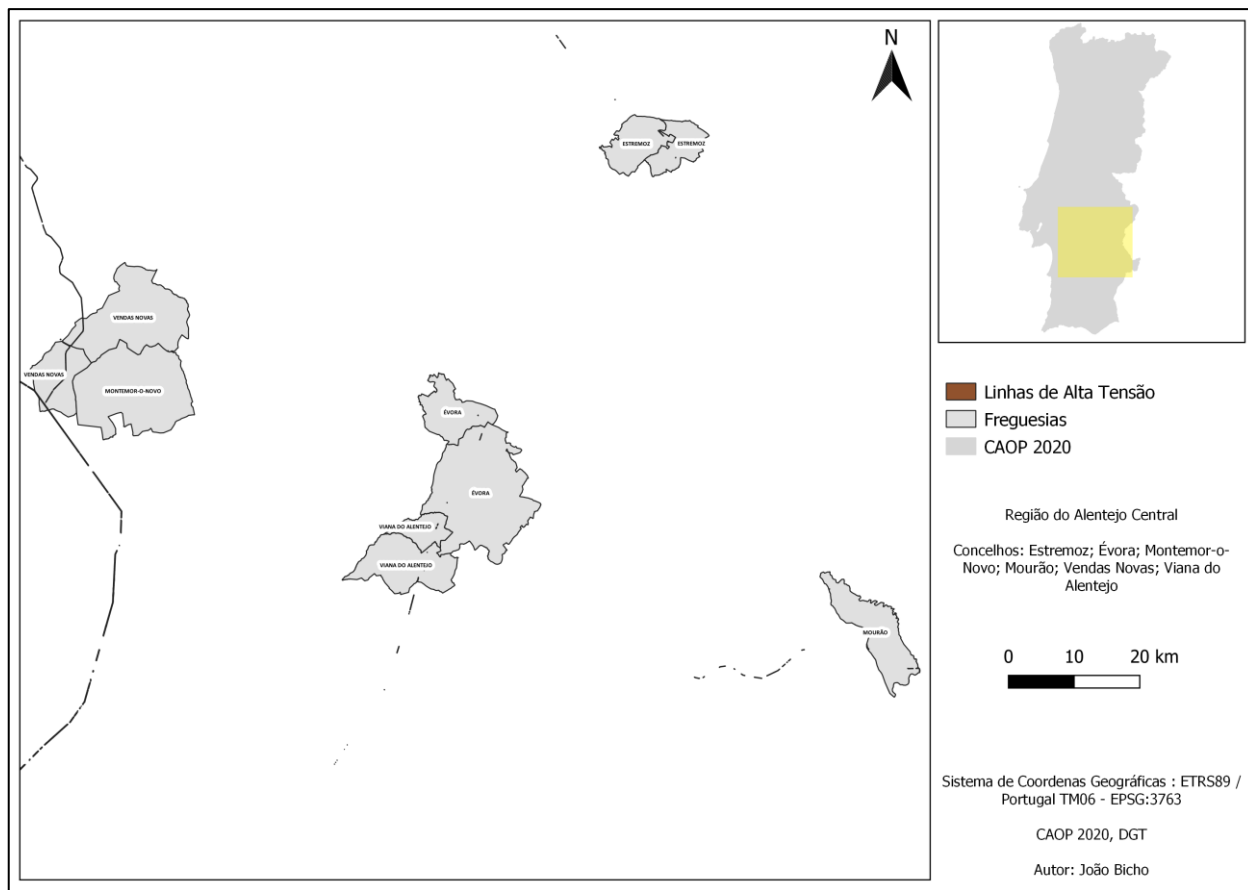 N
ESTREMOZ
ESTREMOZ
VENDAS NOVAS
VENDAS NOVAS
MONTEMOR-O-NOVO
ÉVORA
ÉVORA
VIANA DO ALENTEJO
VIANA DO ALENTEJO
MOURÃO
Linhas de Alta Tensão
Freguesias
CAOP 2020
Região do Alentejo Central
Concelhos: Estremoz; Évora; Montemor-o-
Novo; Mourão; Vendas Novas; Viana do
Alentejo
0 10 20 km
Sistema de Coordenas Geográficas : ETRS89 /
Portugal TM06 - EPSG:3763
CAOP 2020, DGT
Autor: João Bicho